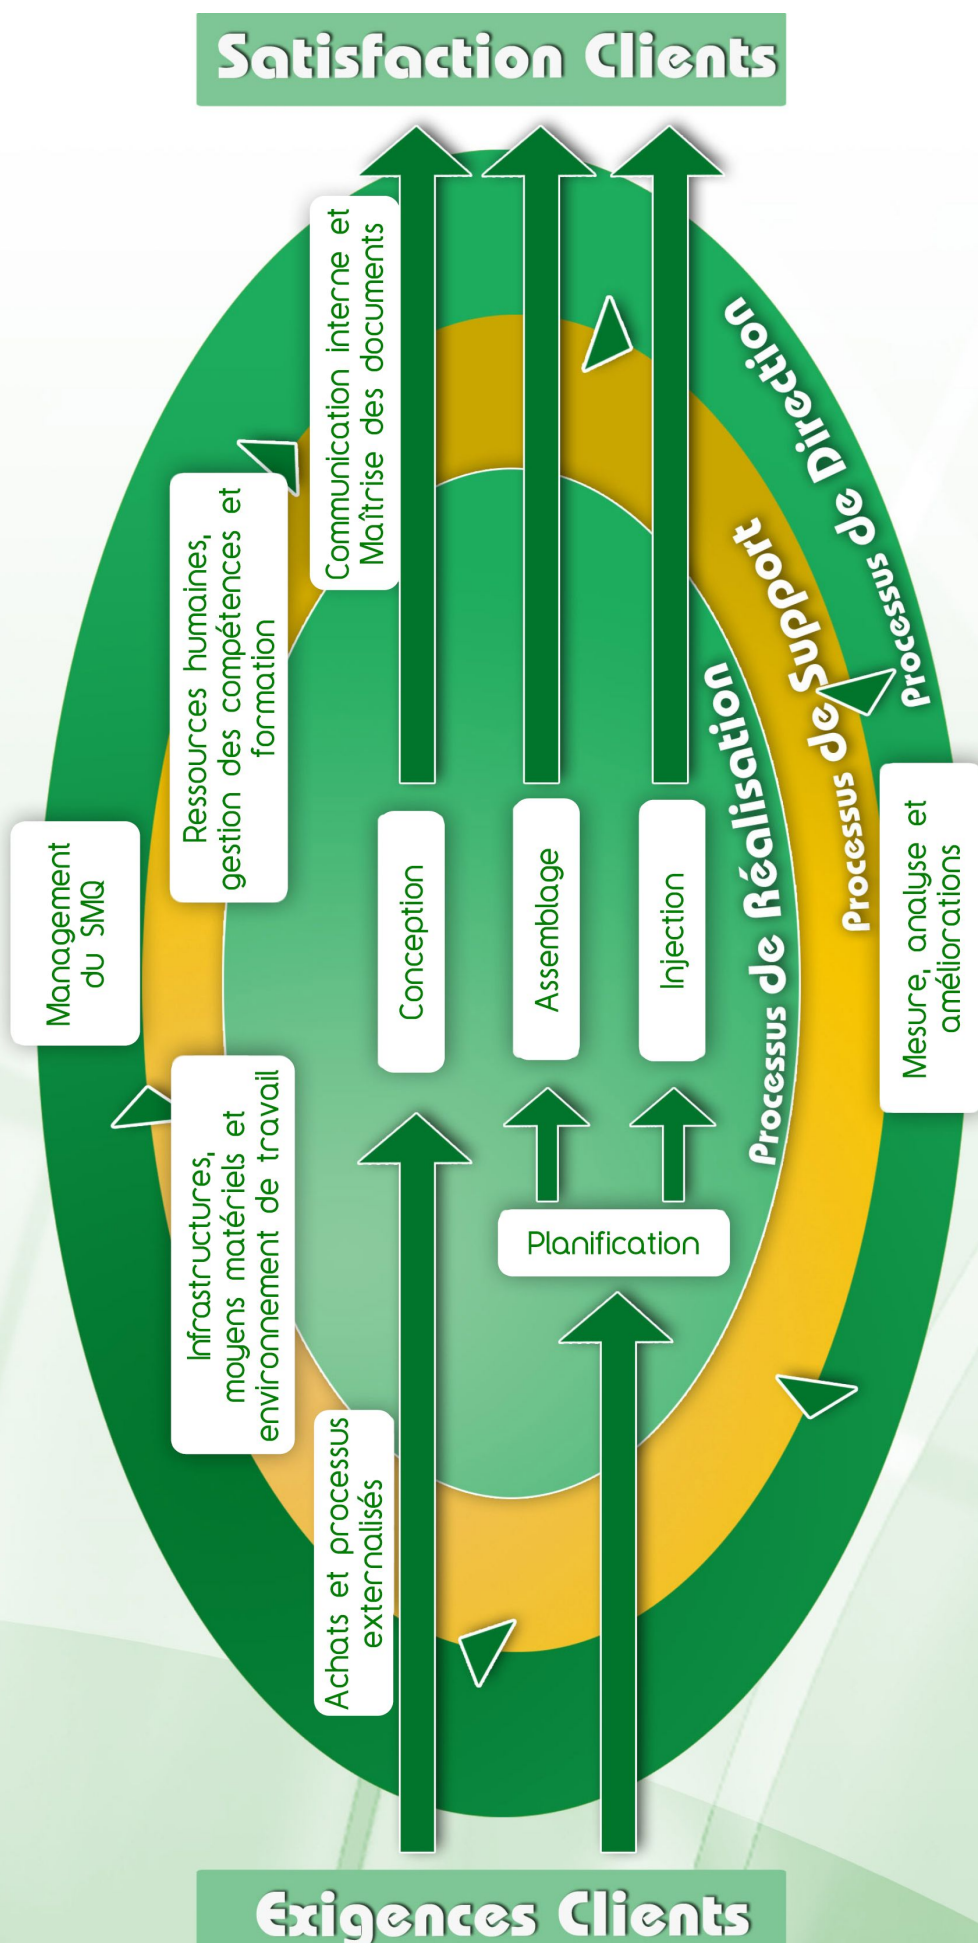 Satisfaction Clients
Communication interne et
Maîtrise des documents
Ressources humaines,
gestion des compétences et
formation
Management
du SMQ
Infrastructures,
moyens matériels et
environnement de travail
Achats et processus
externalisés
Conception
Assemblage
Injection
Planification
Processus de Réalisation
Processus de Support
Processus de Direction
Mesure, analyse et
améliorations
Exigences Clients